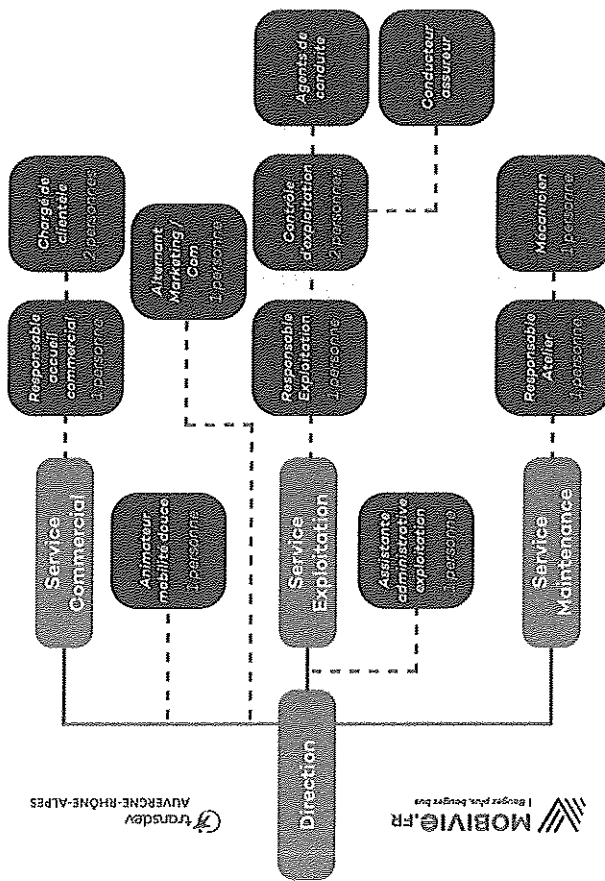 transdev
AUVERGNE-RHÔNE-ALPES
MOBIVIE.FR
Bougez plus, bougez bus
Direction
Service
Commercial
Responsable
accueil
commercial
1 personne
Chargé de
clientèle
2 personnes
Animateur
mobilité douce
1 personne
Alternant
Marketing/
Com
1 personne
Service
Exploitation
Responsable
Exploitation
1 personne
Contrôle
d'exploitation
2 personnes
Agents de
conduite
Conducteur
assureur
Assistante
administrative
exploitation
1 personne
Service
Maintenance
Responsable
Atelier
1 personne
Mécanicien
1 personne